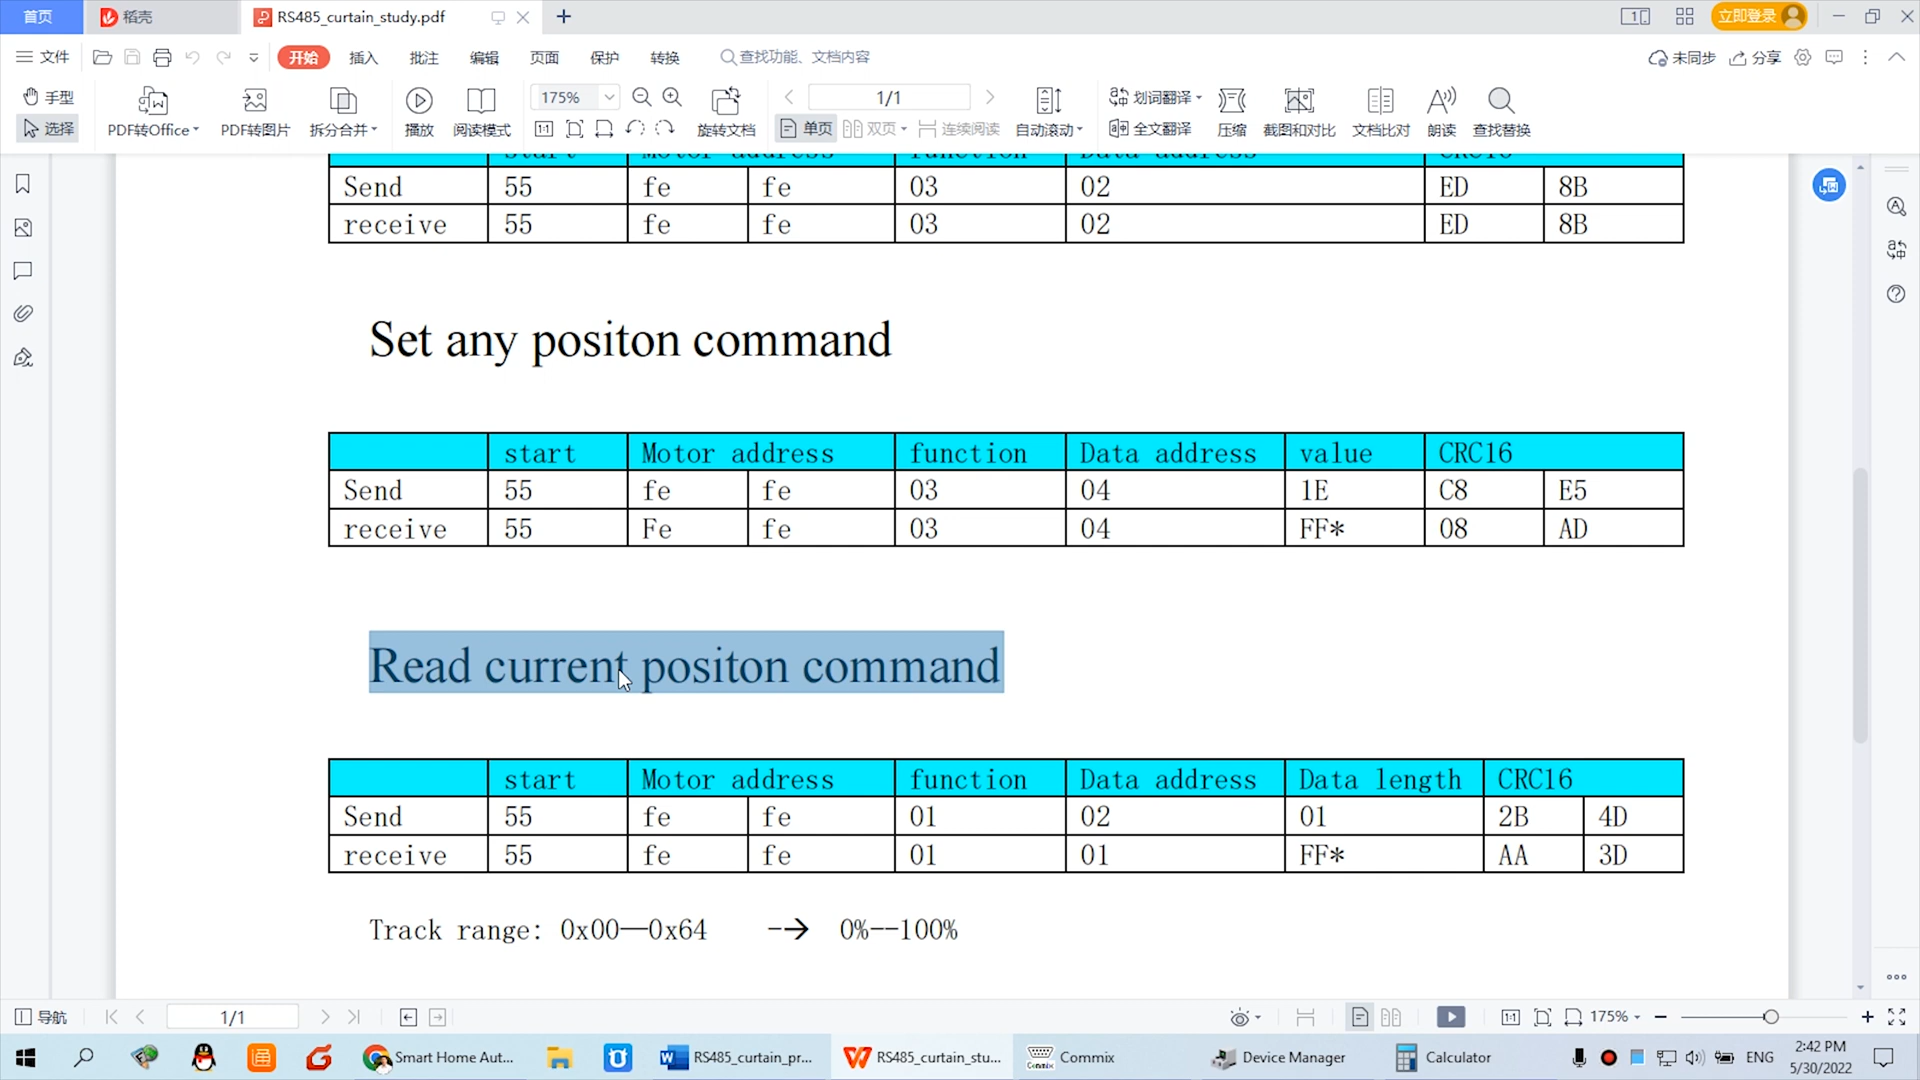 首页 稻壳 RS485_curtain_study.pdf 立即登录
文件 开始 插入 批注 编辑 页面 保护 转换 查找功能、文档内容 未同步 分享
手型 175% 1/1 划词翻译
选择 PDF转Office PDF转图片 拆分合并 播放 阅读模式 旋转文档 单页 双页 连续阅读 自动滚动 全文翻译 压缩 截图和对比 文档比对 朗读 查找替换
start Motor address function Data address CRC16
Send 55 fe fe 03 02 ED 8B
receive 55 fe fe 03 02 ED 8B
Set any positon command
start Motor address function Data address value CRC16
Send 55 fe fe 03 04 1E C8 E5
receive 55 Fe fe 03 04 FF* 08 AD
Read current positon command
start Motor address function Data address Data length CRC16
Send 55 fe fe 01 02 01 2B 4D
receive 55 fe fe 01 01 FF* AA 3D
Track range: 0x00—0x64 -→ 0%--100%
导航 1/1 175%
Smart Home Aut... RS485_curtain_pr... RS485_curtain_stu... Commix Device Manager Calculator ENG 2:42 PM
5/30/2022